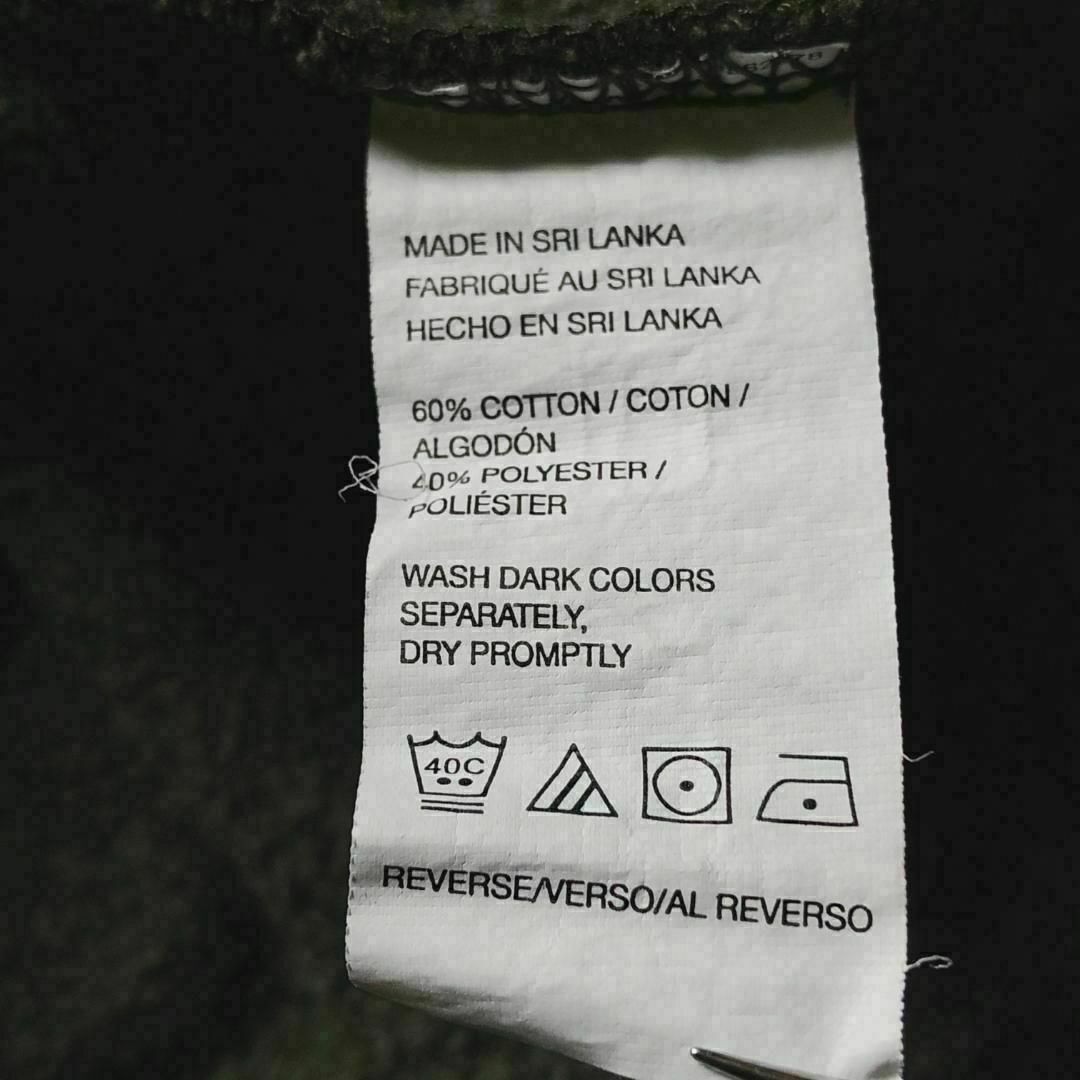 MADE IN SRI LANKA
FABRIQUÉ AU SRI LANKA
HECHO EN SRI LANKA
60% COTTON / COTON /
ALGODÓN
40% POLYESTER /
POLIÉSTER
WASH DARK COLORS
SEPARATELY,
DRY PROMPTLY
40C
REVERSE/VERSO/AL REVERSO